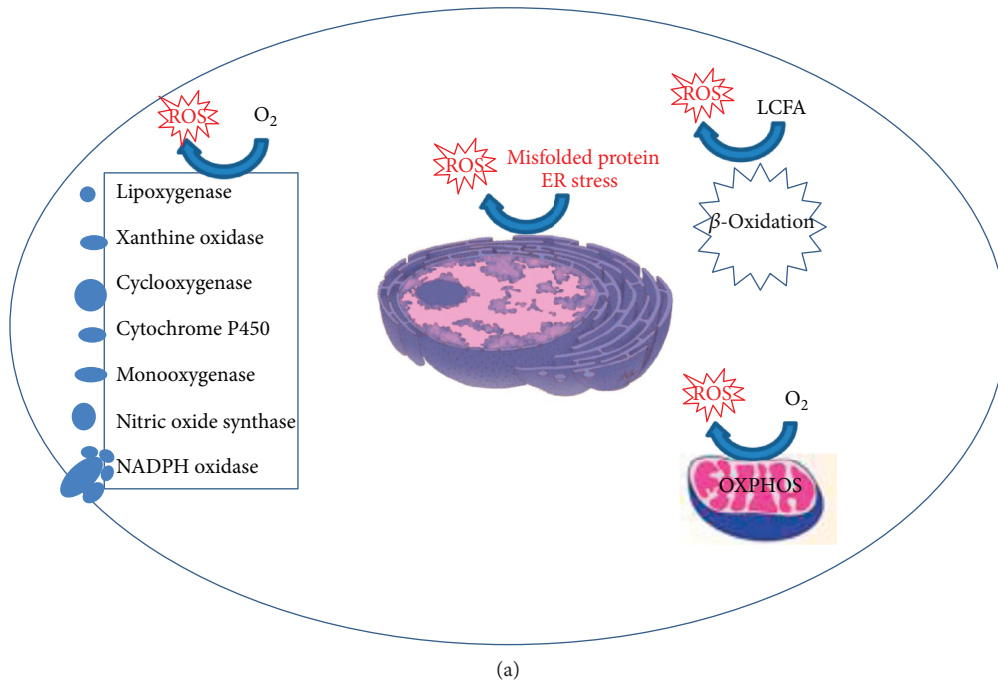 ROS
O₂
Lipoxygenase
Xanthine oxidase
Cyclooxygenase
Cytochrome P450
Monooxygenase
Nitric oxide synthase
NADPH oxidase
ROS
Misfolded protein
ER stress
ROS
LCFA
β-Oxidation
ROS
O₂
OXPHOS
(a)